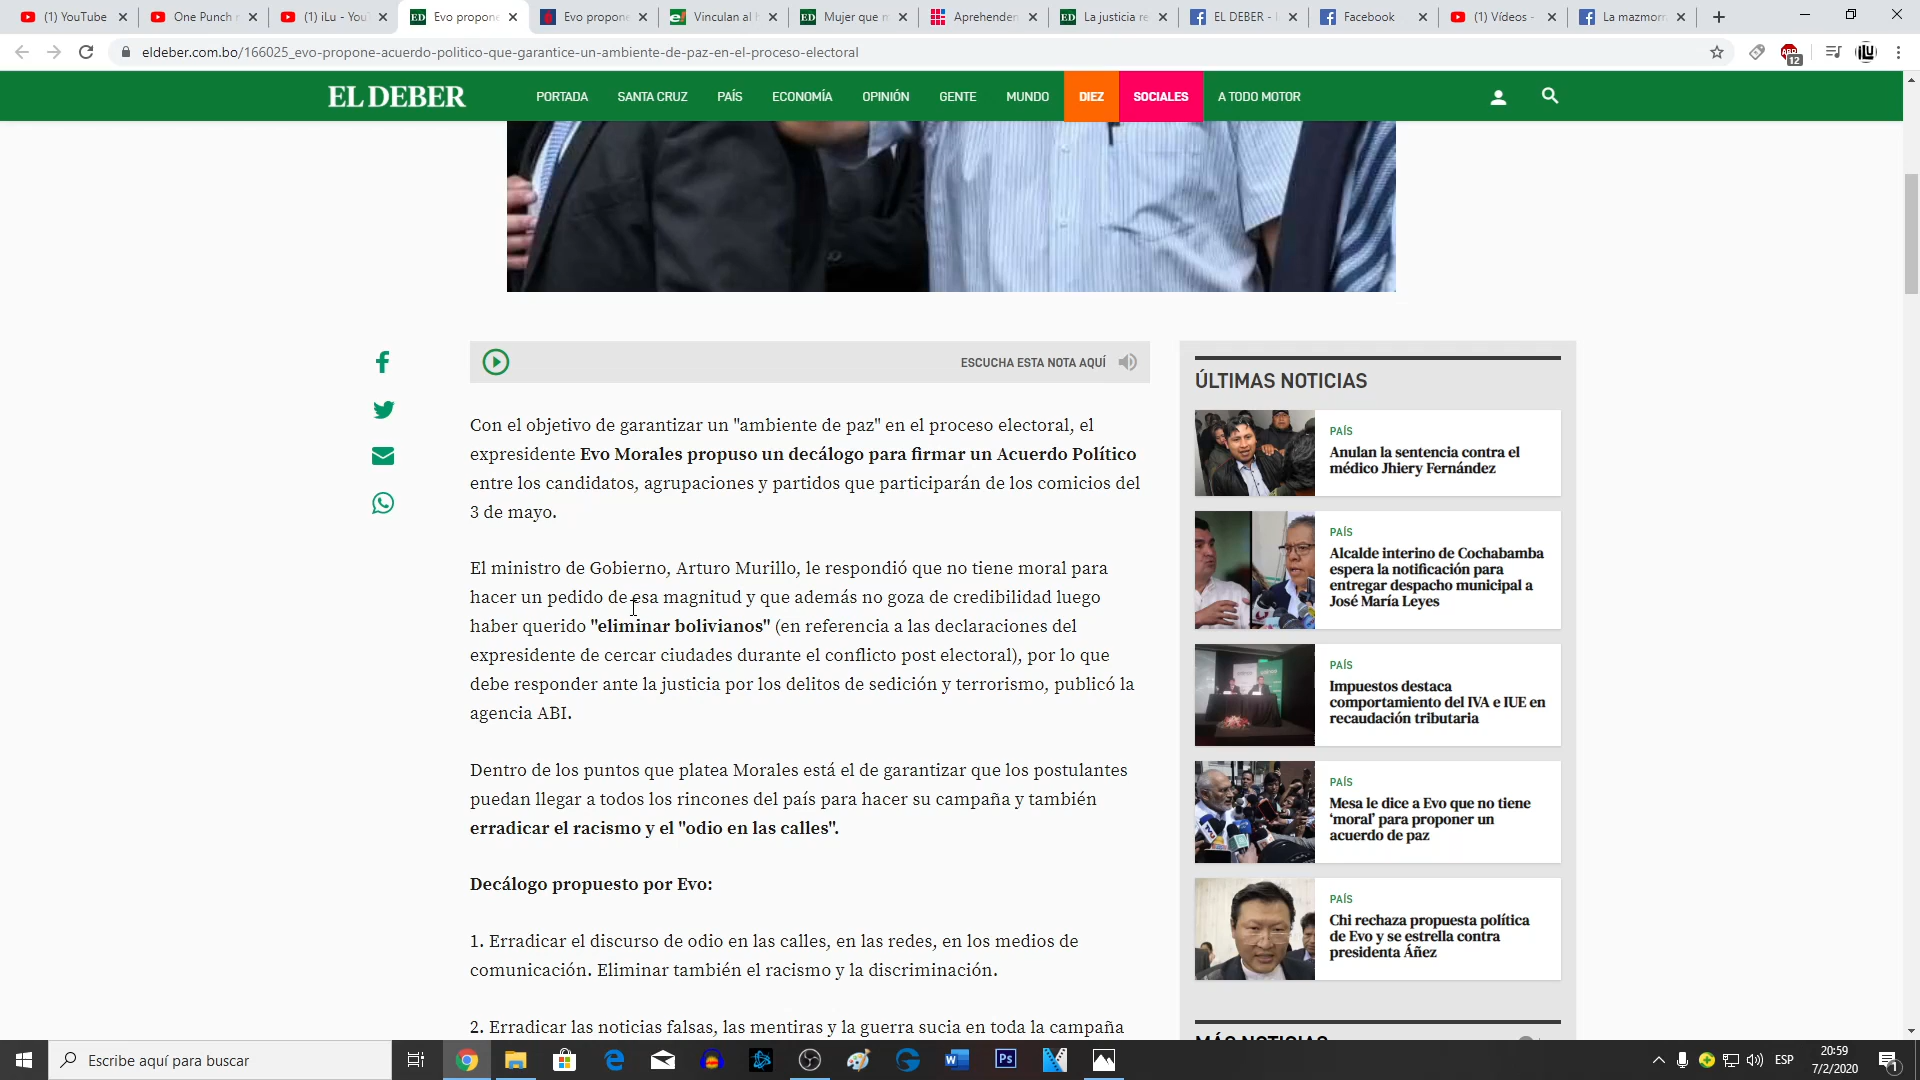 (1) YouTube
One Punch
(1) iLu - You
Evo propone
Evo propone
Vinculan al
Mujer que
Aprehender
La justicia re
EL DEBER -
Facebook
(1) Vídeos -
La mazmor
eldeber.com.bo/166025_evo-propone-acuerdo-politico-que-garantice-un-ambiente-de-paz-en-el-proceso-electoral
12
EL DEBER
PORTADA
SANTA CRUZ
PAÍS
ECONOMÍA
OPINIÓN
GENTE
MUNDO
DIEZ
SOCIALES
A TODO MOTOR
ESCUCHA ESTA NOTA AQUÍ
Con el objetivo de garantizar un "ambiente de paz" en el proceso electoral, el
expresidente Evo Morales propuso un decálogo para firmar un Acuerdo Político
entre los candidatos, agrupaciones y partidos que participarán de los comicios del
3 de mayo.
El ministro de Gobierno, Arturo Murillo, le respondió que no tiene moral para
hacer un pedido de esa magnitud y que además no goza de credibilidad luego
haber querido "eliminar bolivianos" (en referencia a las declaraciones del
expresidente de cercar ciudades durante el conflicto post electoral), por lo que
debe responder ante la justicia por los delitos de sedición y terrorismo, publicó la
agencia ABI.
Dentro de los puntos que platea Morales está el de garantizar que los postulantes
puedan llegar a todos los rincones del país para hacer su campaña y también
erradicar el racismo y el "odio en las calles".
Decálogo propuesto por Evo:
1. Erradicar el discurso de odio en las calles, en las redes, en los medios de
comunicación. Eliminar también el racismo y la discriminación.
2. Erradicar las noticias falsas, las mentiras y la guerra sucia en toda la campaña
ÚLTIMAS NOTICIAS
PAÍS
Anulan la sentencia contra el
médico Jhiery Fernández
PAÍS
Alcalde interino de Cochabamba
espera la notificación para
entregar despacho municipal a
José María Leyes
PAÍS
Impuestos destaca
comportamiento del IVA e IUE en
recaudación tributaria
PAÍS
Mesa le dice a Evo que no tiene
‘moral’ para proponer un
acuerdo de paz
PAÍS
Chi rechaza propuesta política
de Evo y se estrella contra
presidenta Áñez
MÁS NOTICIAS
Escribe aquí para buscar
ESP
20:59
7/2/2020
1